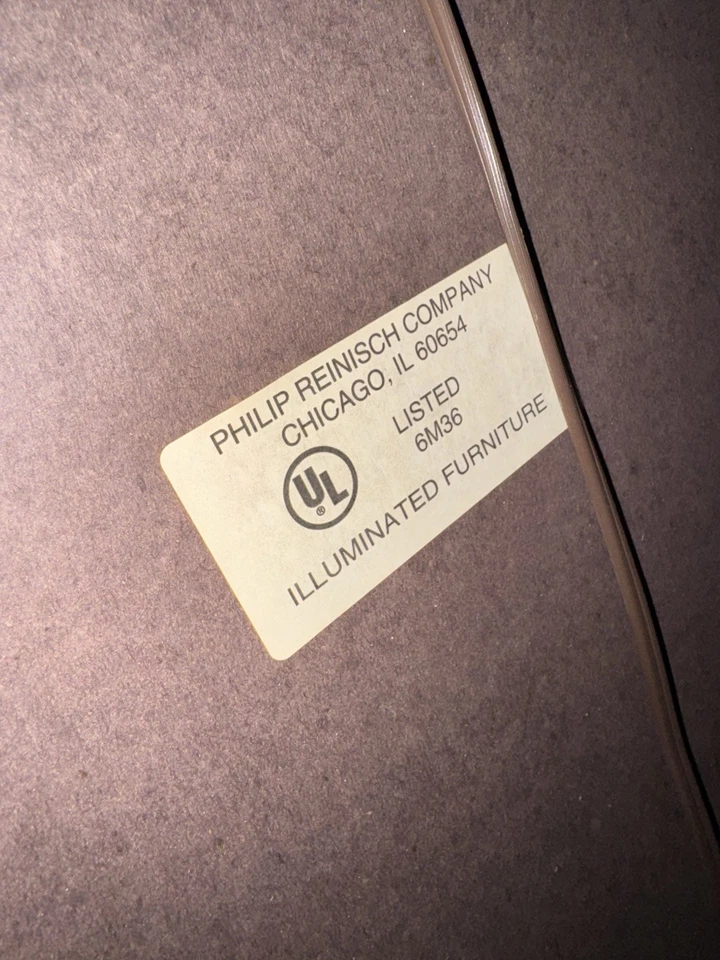 PHILIP REINISCH COMPANY
CHICAGO, IL 60654
LISTED
6M36
UL
®
ILLUMINATED FURNITURE